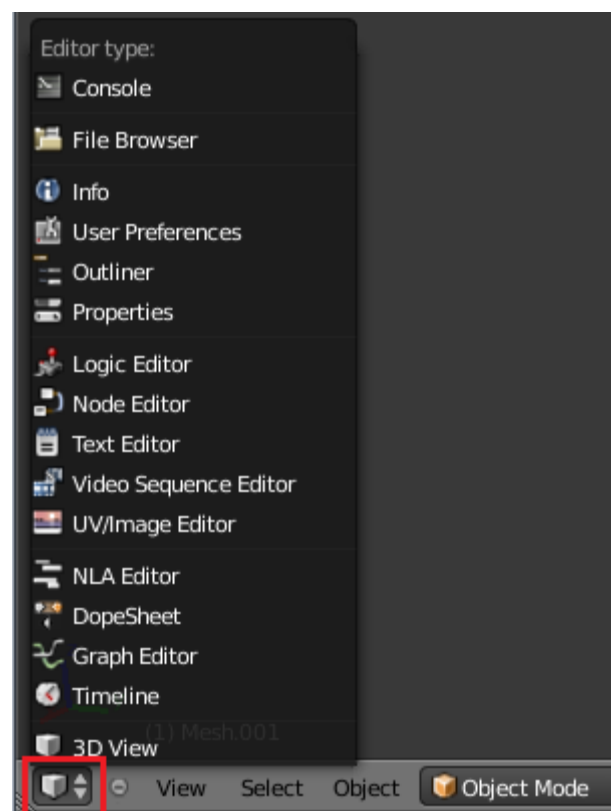 Editor type:
Console
File Browser
Info
User Preferences
Outliner
Properties
Logic Editor
Node Editor
Text Editor
Video Sequence Editor
UV/Image Editor
NLA Editor
DopeSheet
Graph Editor
Timeline
(1) Mesh.001
3D View
View Select Object Object Mode